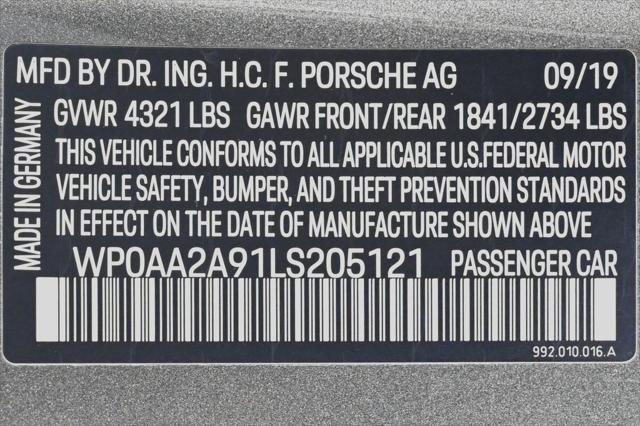 MFD BY DR. ING. H.C. F. PORSCHE AG 09/19
GVWR 4321 LBS GAWR FRONT/REAR 1841/2734 LBS
THIS VEHICLE CONFORMS TO ALL APPLICABLE U.S.FEDERAL MOTOR
VEHICLE SAFETY, BUMPER, AND THEFT PREVENTION STANDARDS
IN EFFECT ON THE DATE OF MANUFACTURE SHOWN ABOVE
WP0AA2A91LS205121 PASSENGER CAR
MADE IN GERMANY
992.010.016.A